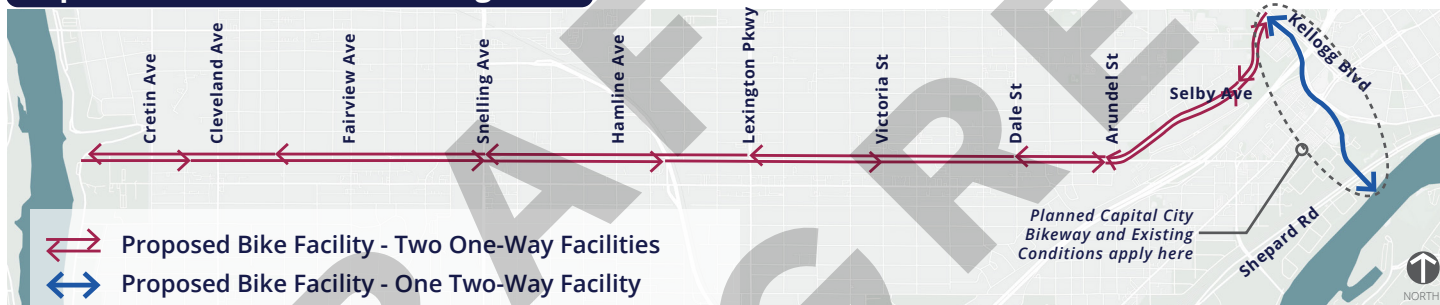 Cretin Ave
Cleveland Ave
Fairview Ave
Snelling Ave
Hamline Ave
Lexington Pkwy
Victoria St
Dale St
Arundel St
Selby Ave
Kellogg Blvd
Shepard Rd
Planned Capital City
Bikeway and Existing
Conditions apply here
Proposed Bike Facility - Two One-Way Facilities
Proposed Bike Facility - One Two-Way Facility
NORTH